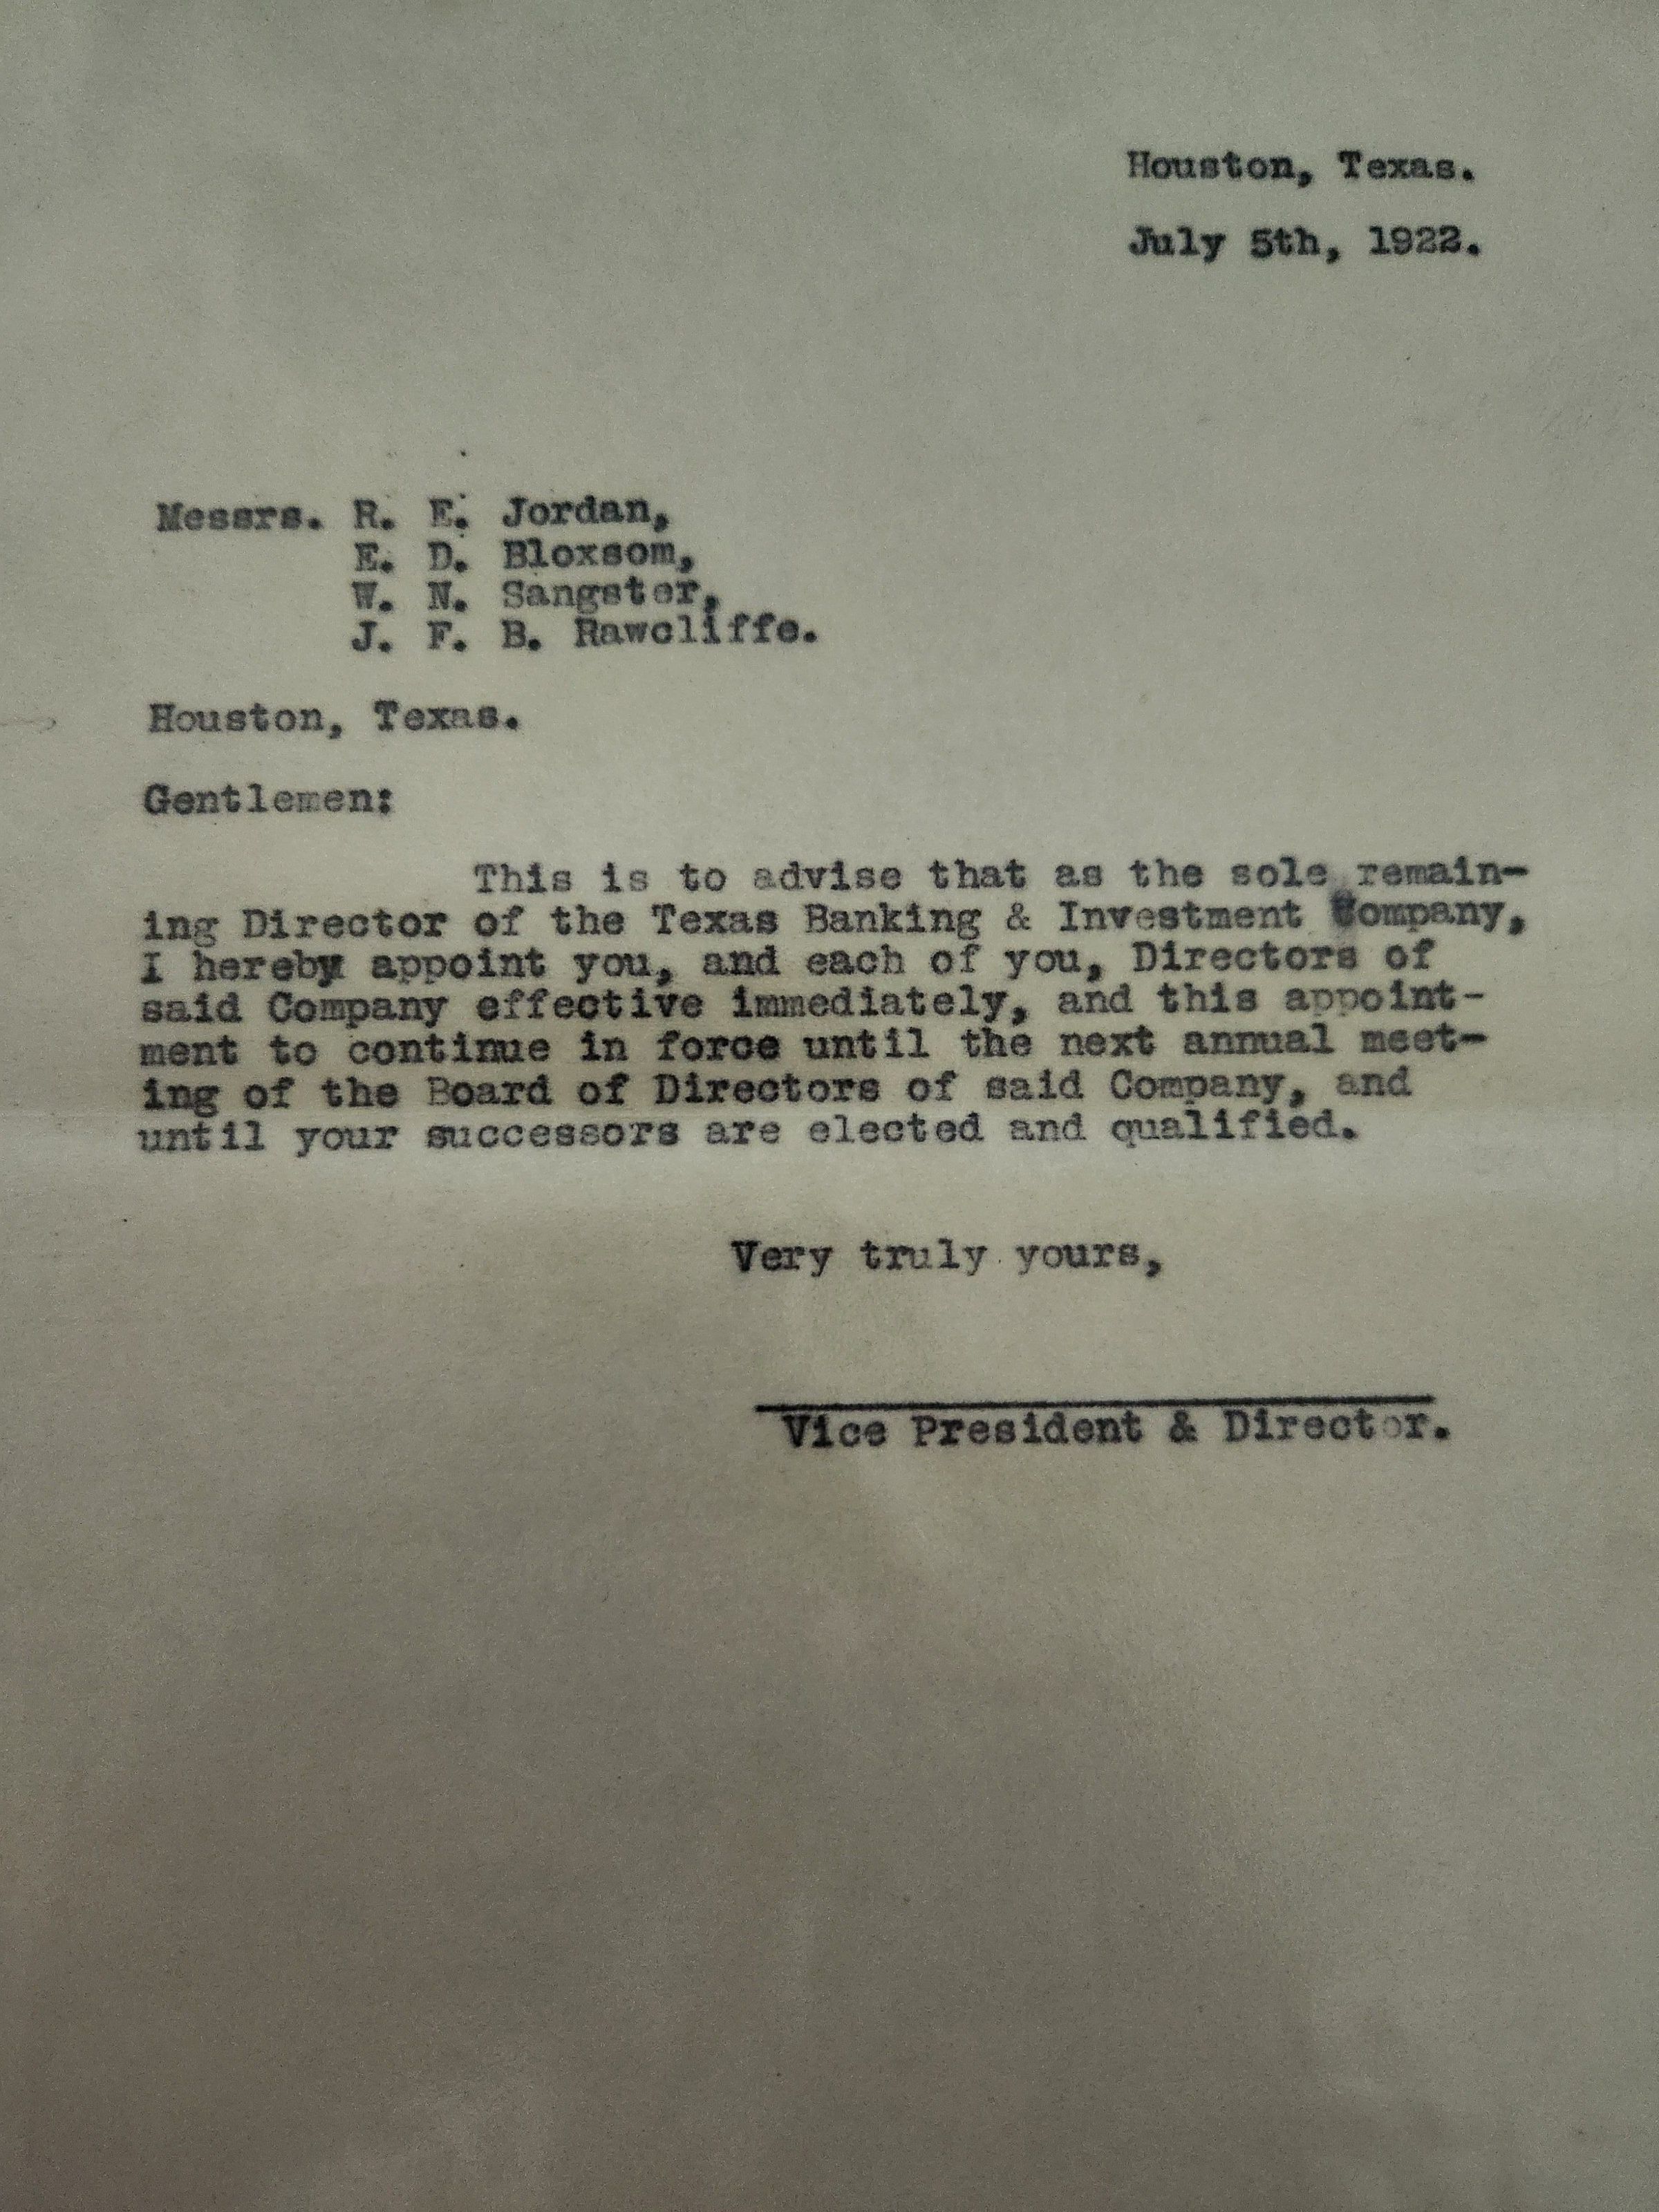 Houston, Texas.
July 5th, 1922.
Messrs. R. E. Jordan,
E. D. Bloxsom,
W. N. Sangster,
J. F. B. Rawcliffe.
Houston, Texas.
Gentlemen:
This is to advise that as the sole remain-
ing Director of the Texas Banking & Investment Company,
I hereby appoint you, and each of you, Directors of
said Company effective immediately, and this appoint-
ment to continue in force until the next annual meet-
ing of the Board of Directors of said Company, and
until your successors are elected and qualified.
Very truly yours,
Vice President & Director.